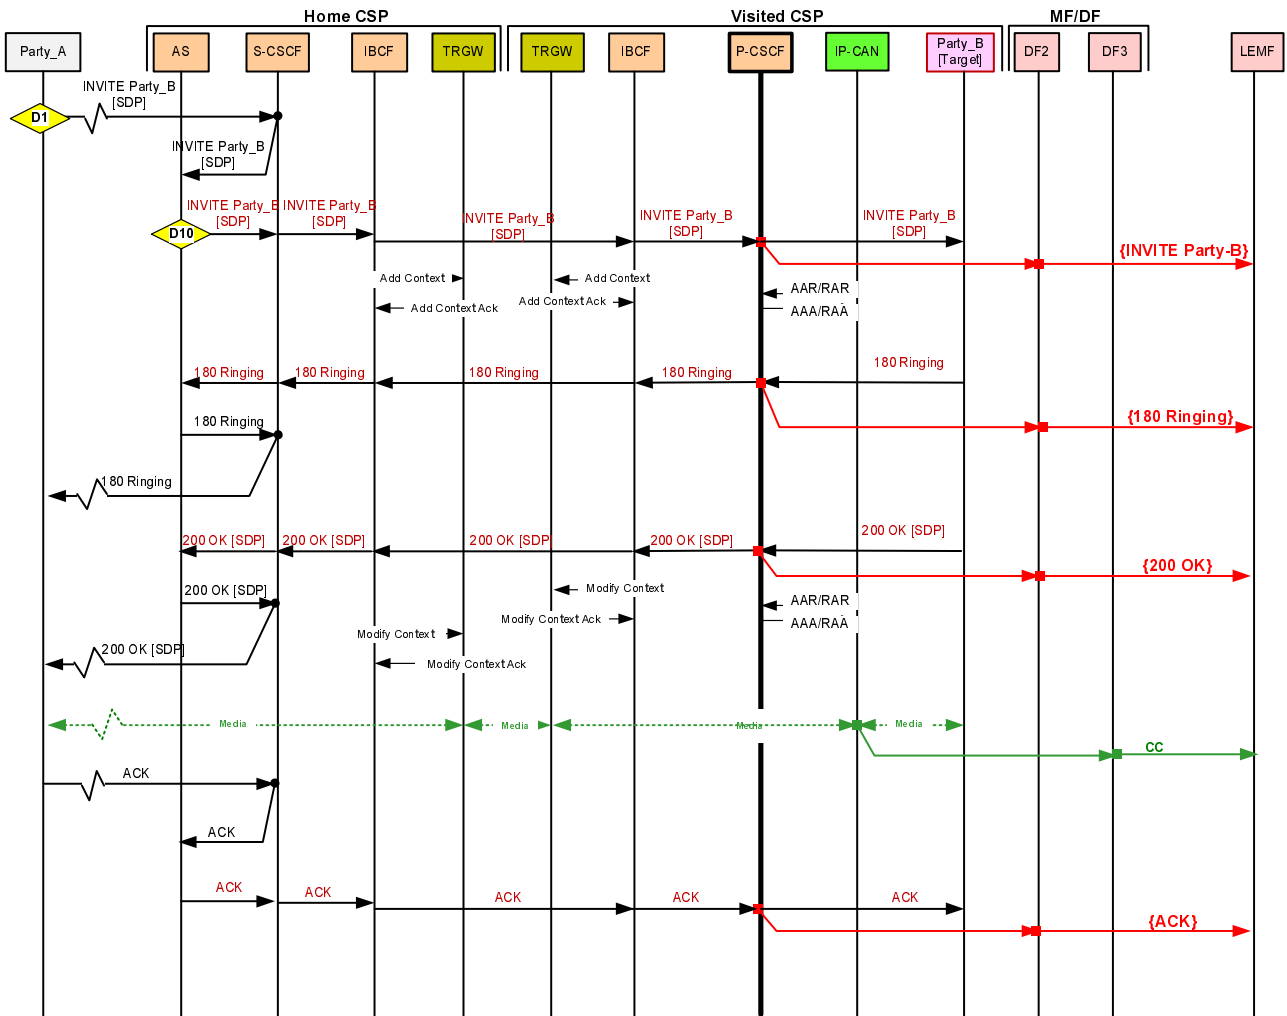 Home CSP
Visited CSP
MF/DF
Party_A
AS
S-CSCF
IBCF
TRGW
TRGW
IBCF
P-CSCF
IP-CAN
Party_B
[Target]
DF2
DF3
LEMF
INVITE Party_B
[SDP]
D1
INVITE Party_B
[SDP]
D10
INVITE Party_B
[SDP]
INVITE Party_B
[SDP]
NVITE Party_B
[SDP]
INVITE Party_B
[SDP]
INVITE Party_B
[SDP]
{INVITE Party-B}
Add Context
Add Context
AAR/RAR
Add Context Ack
Add Context Ack
AAA/RAA
180 Ringing
180 Ringing
180 Ringing
180 Ringing
180 Ringing
{180 Ringing}
180 Ringing
180 Ringing
200 OK [SDP]
200 OK [SDP]
200 OK [SDP]
200 OK [SDP]
200 OK [SDP]
{200 OK}
200 OK [SDP]
Modify Context
AAR/RAR
Modify Context Ack
AAA/RAA
Modify Context
200 OK [SDP]
Modify Context Ack
Media
Media
Media
Media
CC
ACK
ACK
ACK
ACK
ACK
ACK
ACK
{ACK}